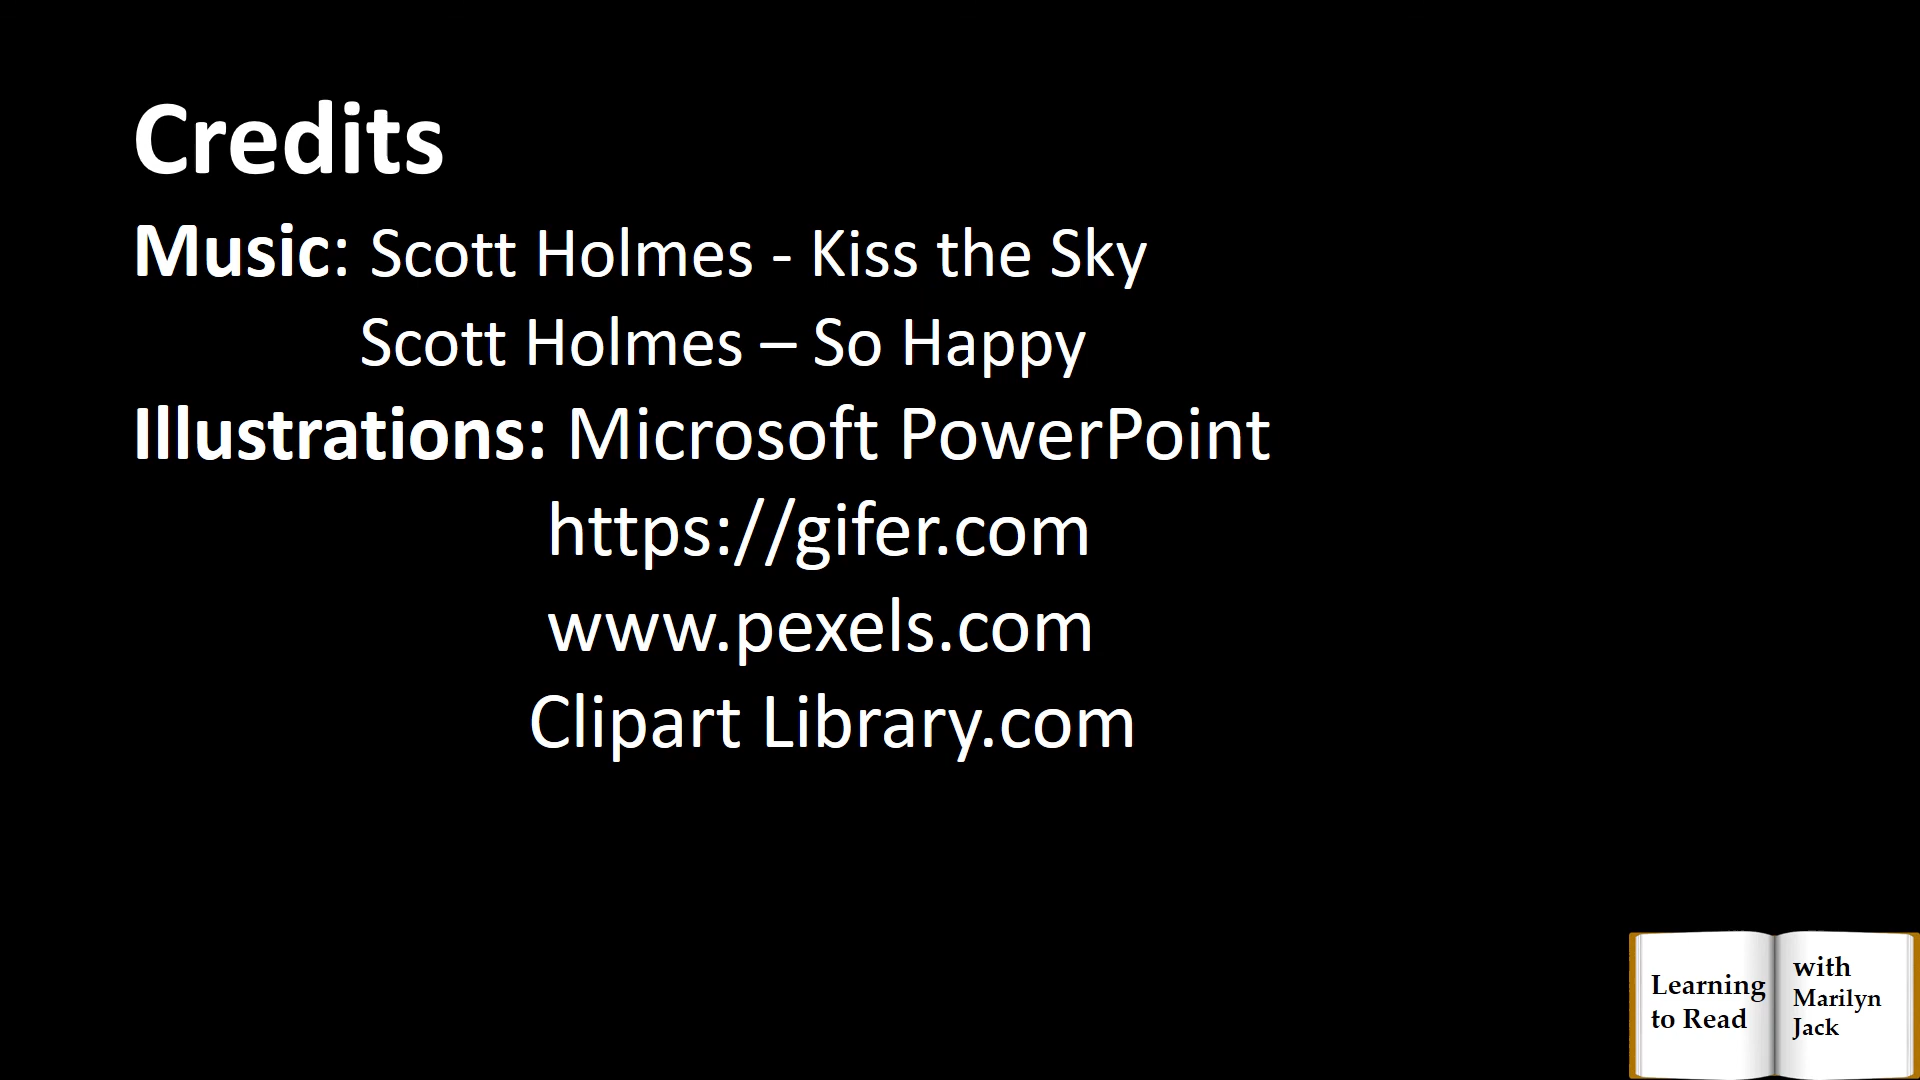 Credits
Music: Scott Holmes - Kiss the Sky
Scott Holmes – So Happy
Illustrations: Microsoft PowerPoint
https://gifer.com
www.pexels.com
Clipart Library.com
Learning
to Read
with
Marilyn
Jack